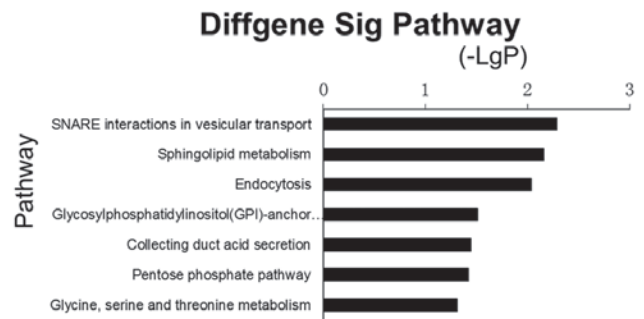 Diffgene Sig Pathway
(-LgP)
0 1 2 3
Pathway
SNARE interactions in vesicular transport
Sphingolipid metabolism
Endocytosis
Glycosylphosphatidylinositol(GPI)-anchor...
Collecting duct acid secretion
Pentose phosphate pathway
Glycine, serine and threonine metabolism